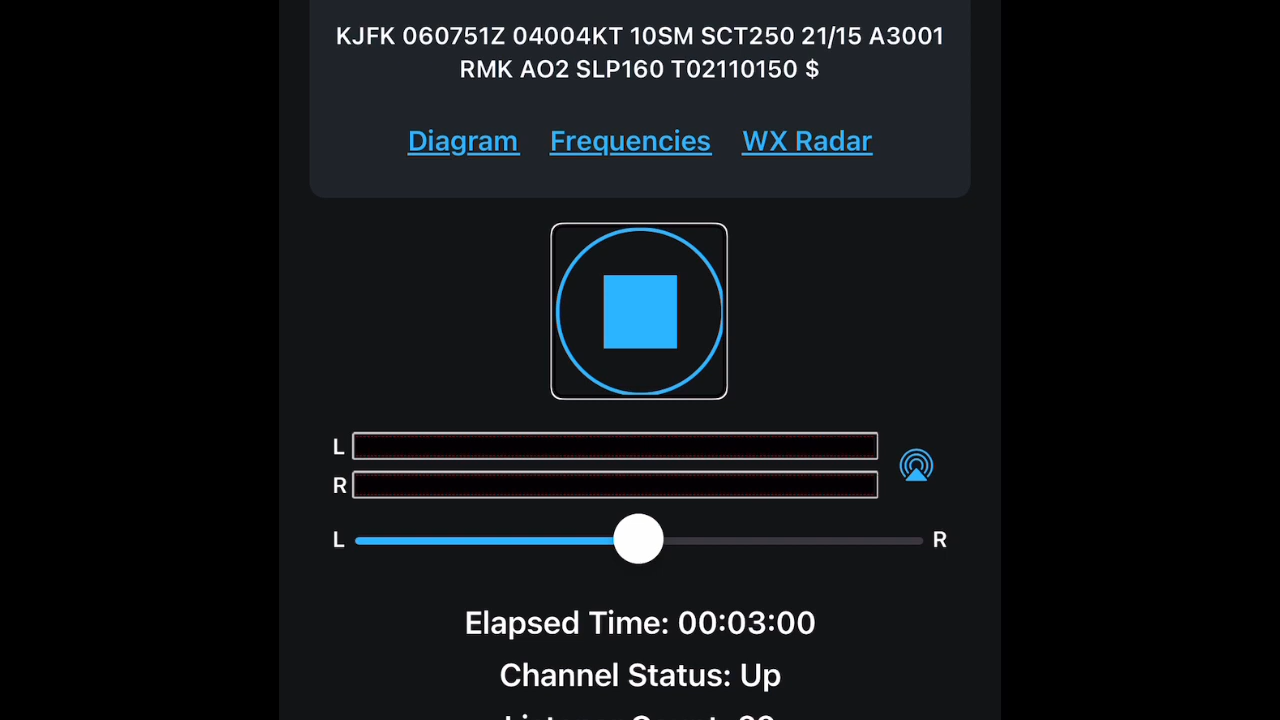 KJFK 060751Z 04004KT 10SM SCT250 21/15 A3001
RMK AO2 SLP160 T02110150 $
Diagram Frequencies WX Radar
L
R
L R
Elapsed Time: 00:03:00
Channel Status: Up